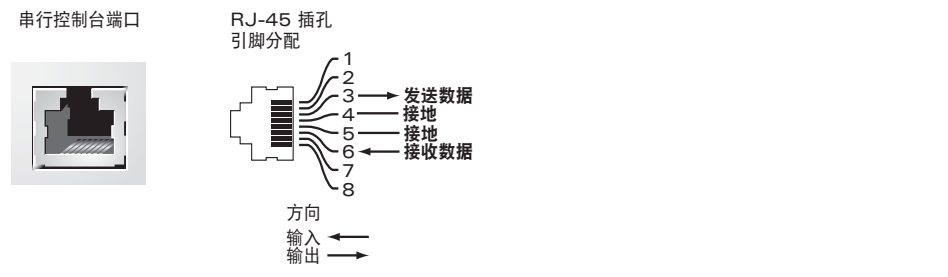 串行控制台端口
RJ-45 插孔
引脚分配
1
2
3 发送数据
4 接地
5 接地
6 接收数据
7
8
方向
输入
输出